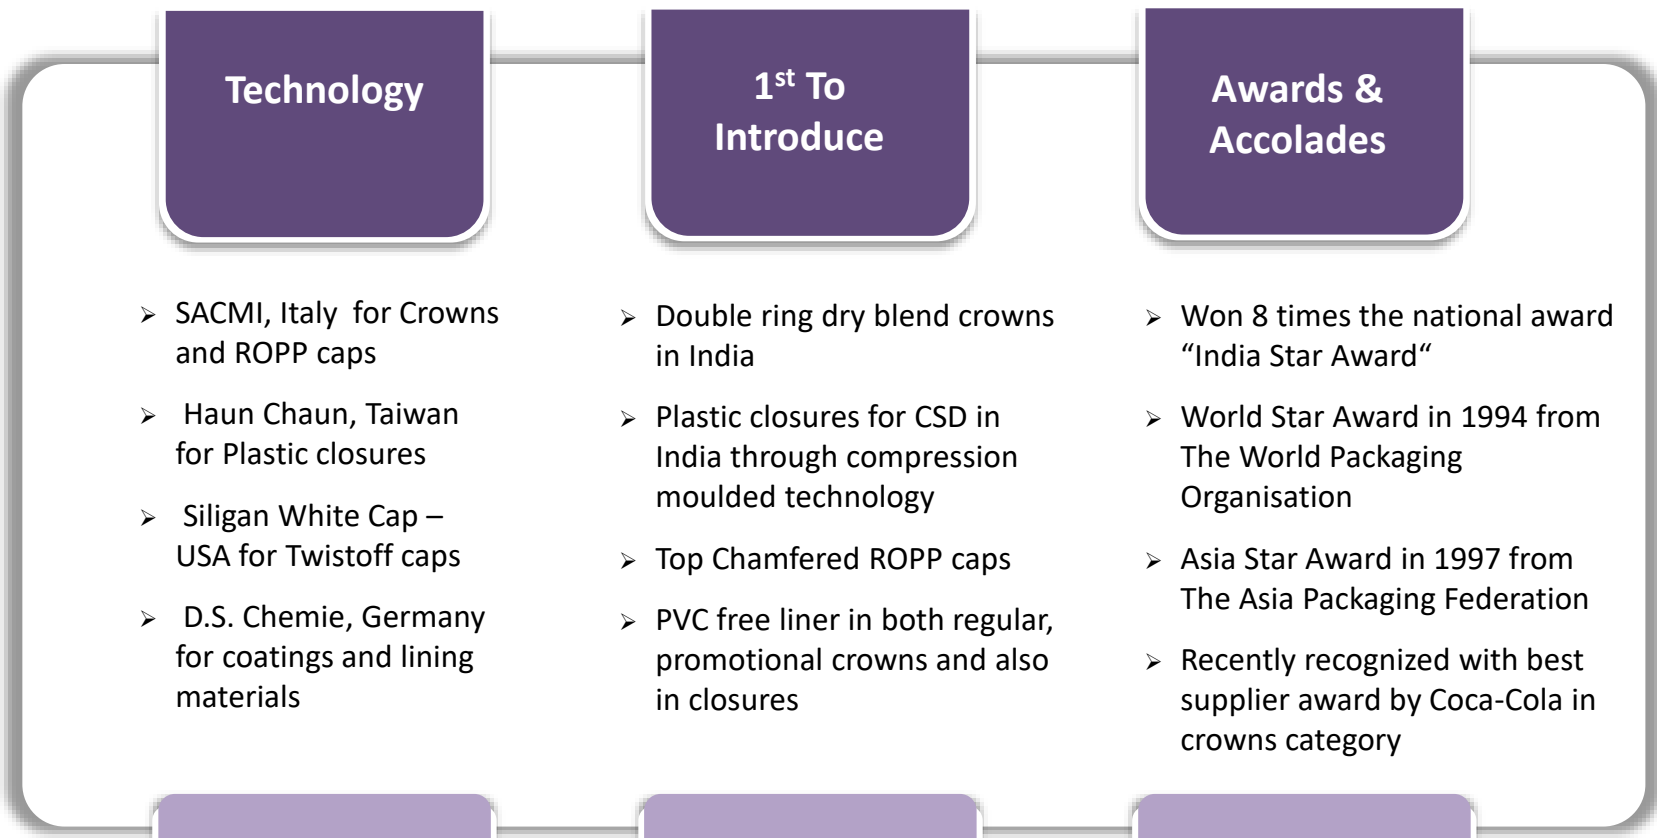 Technology
SACMI, Italy  for Crowns
and ROPP caps
Haun Chaun, Taiwan
for Plastic closures
Siligan White Cap –
USA for Twistoff caps
D.S. Chemie, Germany
for coatings and lining
materials
1st To
Introduce
Double ring dry blend crowns
in India
Plastic closures for CSD in
India through compression
moulded technology
Top Chamfered ROPP caps
PVC free liner in both regular,
promotional crowns and also
in closures
Awards &
Accolades
Won 8 times the national award
“India Star Award“
World Star Award in 1994 from
The World Packaging
Organisation
Asia Star Award in 1997 from
The Asia Packaging Federation
Recently recognized with best
supplier award by Coca-Cola in
crowns category